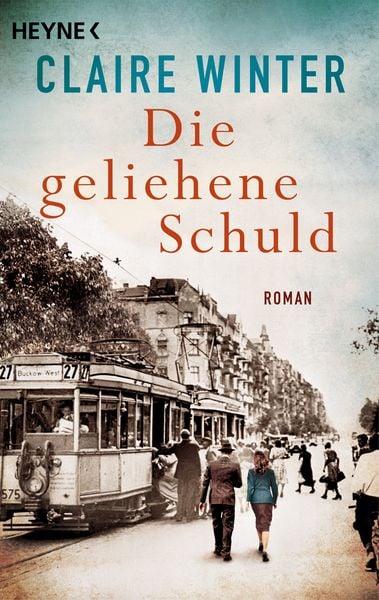 HEYNE
CLAIRE WINTER
Die
geliehene
Schuld
ROMAN
27 Buckow-West 27
575